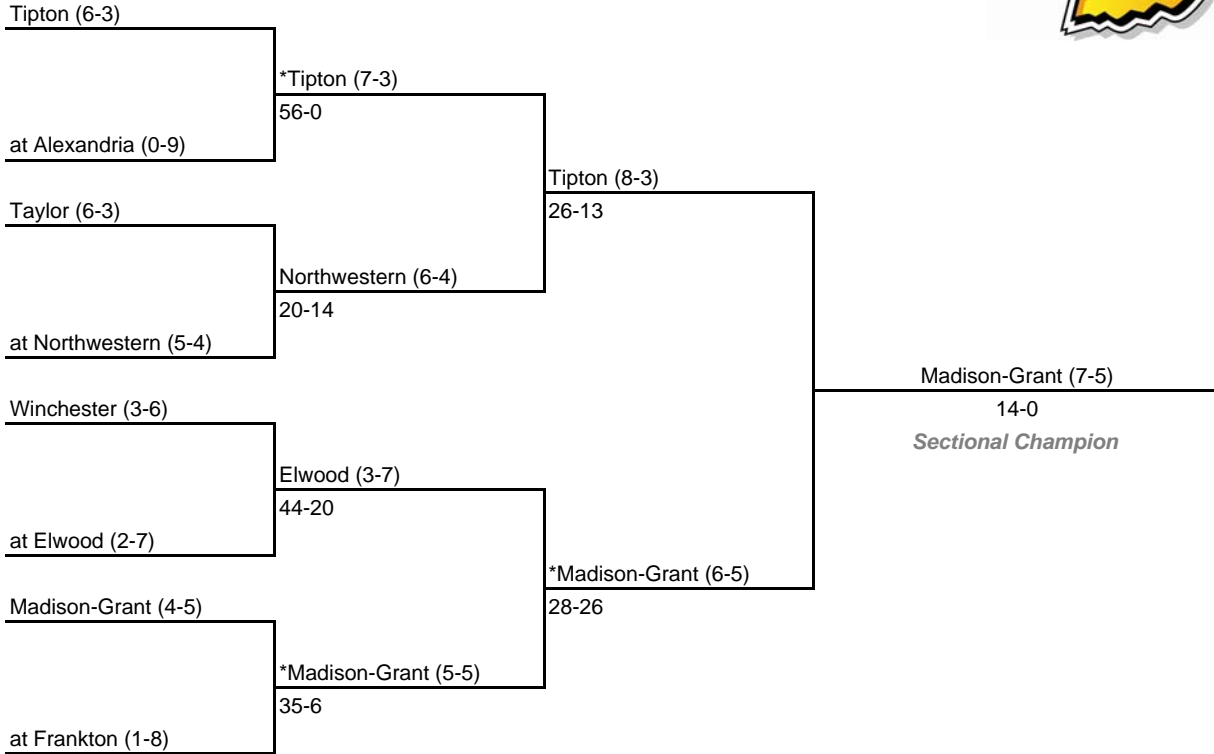 Tipton (6-3)
*Tipton (7-3)
56-0
at Alexandria (0-9)
Tipton (8-3)
26-13
Taylor (6-3)
Northwestern (6-4)
20-14
at Northwestern (5-4)
Madison-Grant (7-5)
14-0
Sectional Champion
Winchester (3-6)
Elwood (3-7)
44-20
at Elwood (2-7)
*Madison-Grant (6-5)
28-26
Madison-Grant (4-5)
*Madison-Grant (5-5)
35-6
at Frankton (1-8)